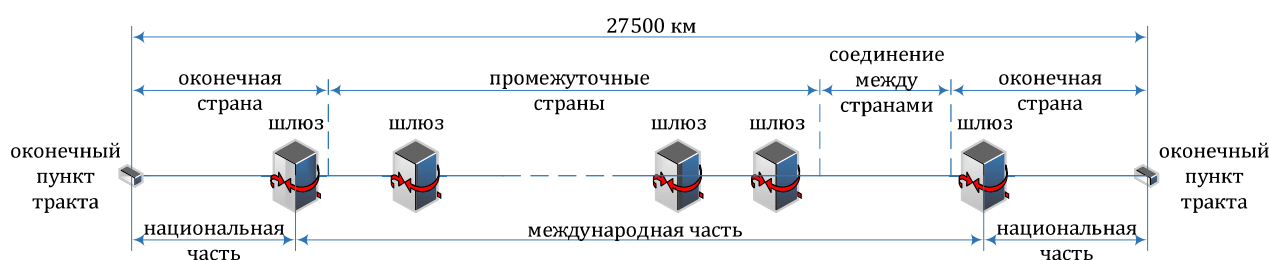 27500 км
оконечная
страна
промежуточные
страны
соединение
между
странами
оконечная
страна
шлюз
шлюз
шлюз
шлюз
шлюз
оконечный
пункт
тракта
оконечный
пункт
тракта
национальная
часть
международная часть
национальная
часть